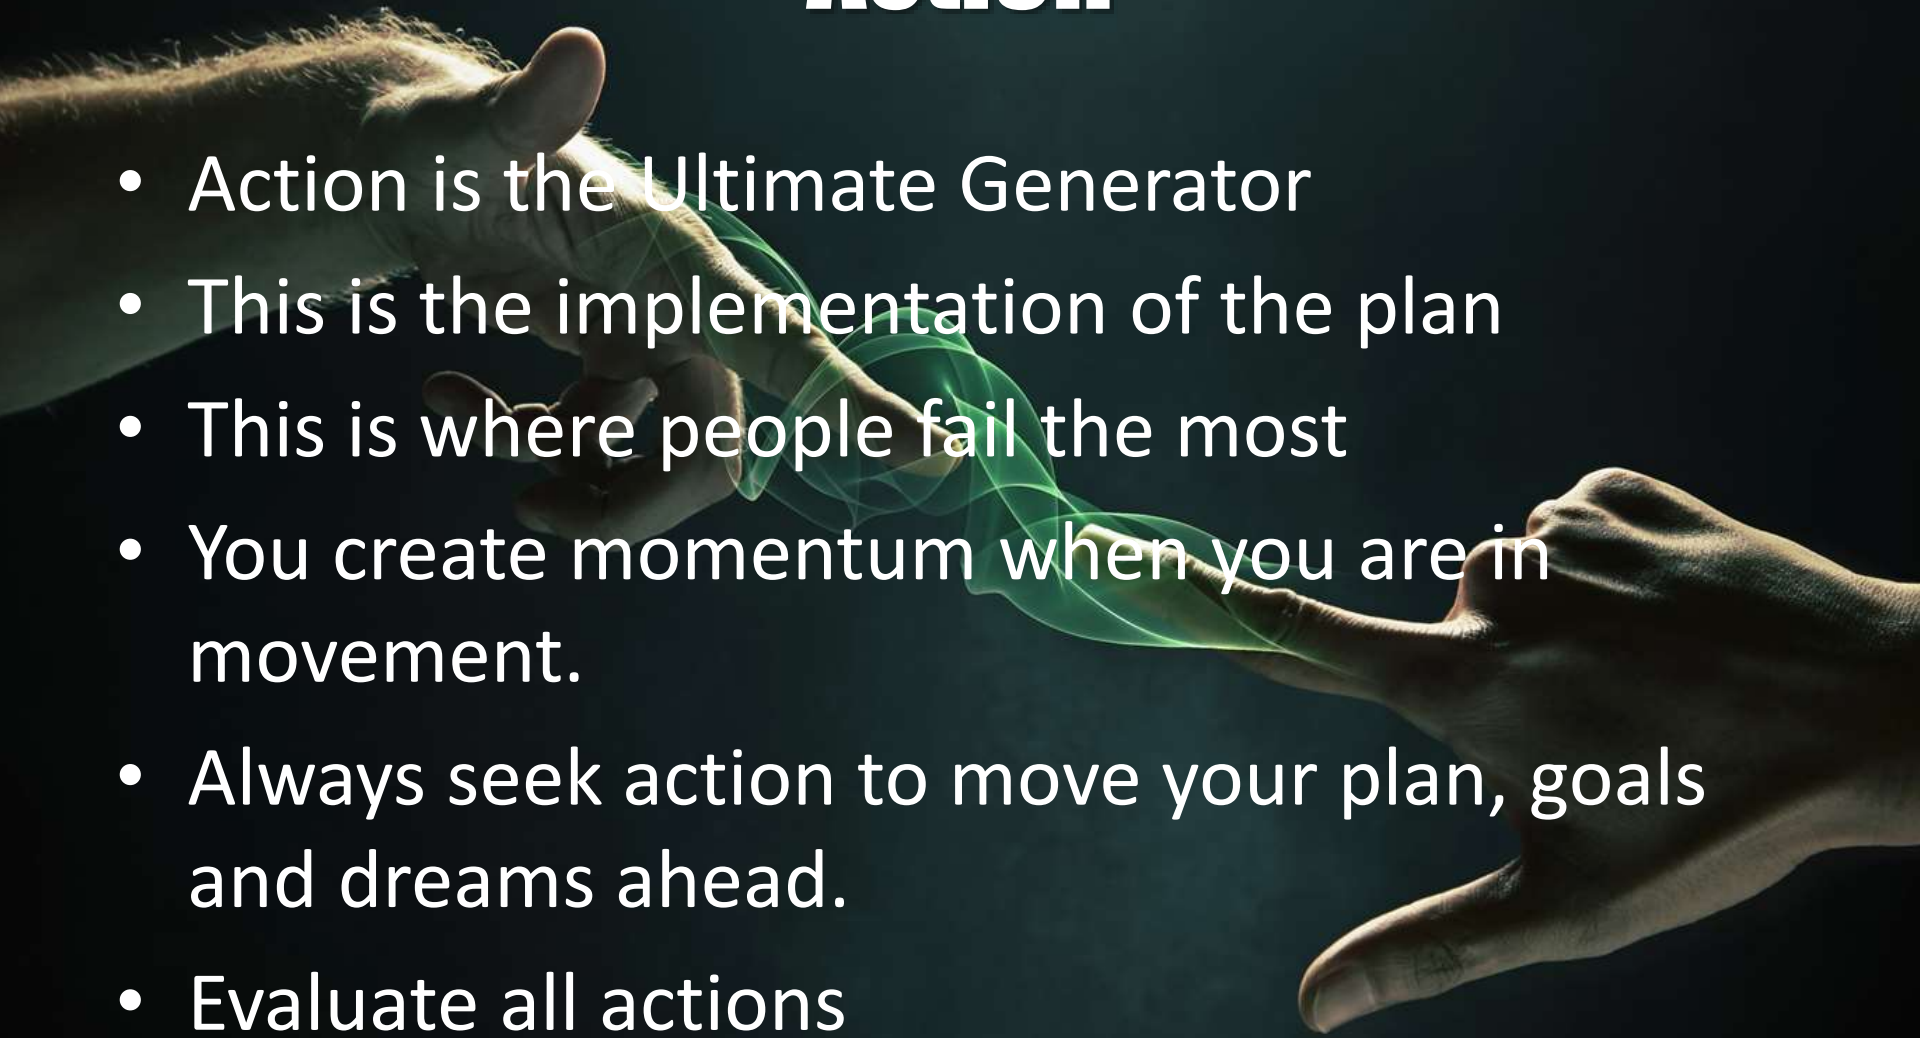 Action
• Action is the Ultimate Generator
• This is the implementation of the plan
• This is where people fail the most
• You create momentum when you are in
movement.
• Always seek action to move your plan, goals
and dreams ahead.
• Evaluate all actions